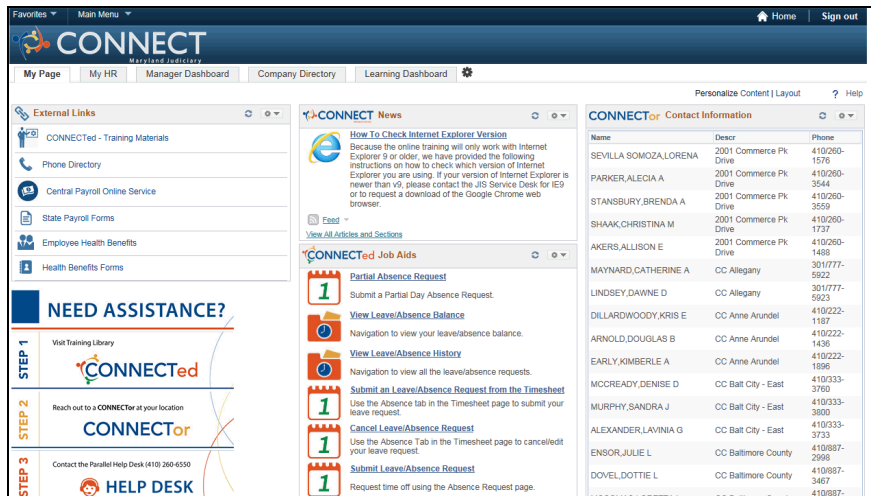 Favorites Main Menu Home Sign out
CONNECT
Maryland Judiciary
My Page My HR Manager Dashboard Company Directory Learning Dashboard
Personalize Content | Layout ? Help
External Links
CONNECTed - Training Materials
Phone Directory
Central Payroll Online Service
State Payroll Forms
Employee Health Benefits
Health Benefits Forms
NEED ASSISTANCE?
STEP 1
Visit Training Library
CONNECTed
STEP 2
Reach out to a CONNECTor at your location
CONNECTor
STEP 3
Contact the Parallel Help Desk (410) 260-6550
HELP DESK
CONNECT News
How To Check Internet Explorer Version
Because the online training will only work with Internet
Explorer 9 or older, we have provided the following
instructions on how to check which version of Internet
Explorer you are using. If your version of Internet Explorer is
newer than v9, please contact the JIS Service Desk for IE9
or to request a download of the Google Chrome web
browser.
Feed
View All Articles and Sections
CONNECTed Job Aids
1
Partial Absence Request
Submit a Partial Day Absence Request.
View Leave/Absence Balance
Navigation to view your leave/absence balance.
View Leave/Absence History
Navigation to view all the leave/absence requests.
1
Submit an Leave/Absence Request from the Timesheet
Use the Absence tab in the Timesheet page to submit your
leave request.
1
Cancel Leave/Absence Request
Use the Absence Tab in the Timesheet page to cancel/edit
your leave request.
1
Submit Leave/Absence Request
Request time off using the Absence Request page.
CONNECTor Contact Information
Name Descr Phone
SEVILLA SOMOZA,LORENA 2001 Commerce Pk Drive 410/260-1576
PARKER,ALECIA A 2001 Commerce Pk Drive 410/260-3544
STANSBURY,BRENDA A 2001 Commerce Pk Drive 410/260-3559
SHAAK,CHRISTINA M 2001 Commerce Pk Drive 410/260-1737
AKERS,ALLISON E 2001 Commerce Pk Drive 410/260-1488
MAYNARD,CATHERINE A CC Allegany 301/777-5922
LINDSEY,DAWNE D CC Allegany 301/777-5923
DILLARDWOODY,KRIS E CC Anne Arundel 410/222-1187
ARNOLD,DOUGLAS B CC Anne Arundel 410/222-1436
EARLY,KIMBERLE A CC Anne Arundel 410/222-1896
MCCREADY,DENISE D CC Balt City - East 410/333-3760
MURPHY,SANDRA J CC Balt City - East 410/333-3800
ALEXANDER,LAVINIA G CC Balt City - East 410/333-3733
ENSOR,JULIE L CC Baltimore County 410/887-2998
DOVEL,DOTTIE L CC Baltimore County 410/887-3467
410/887-